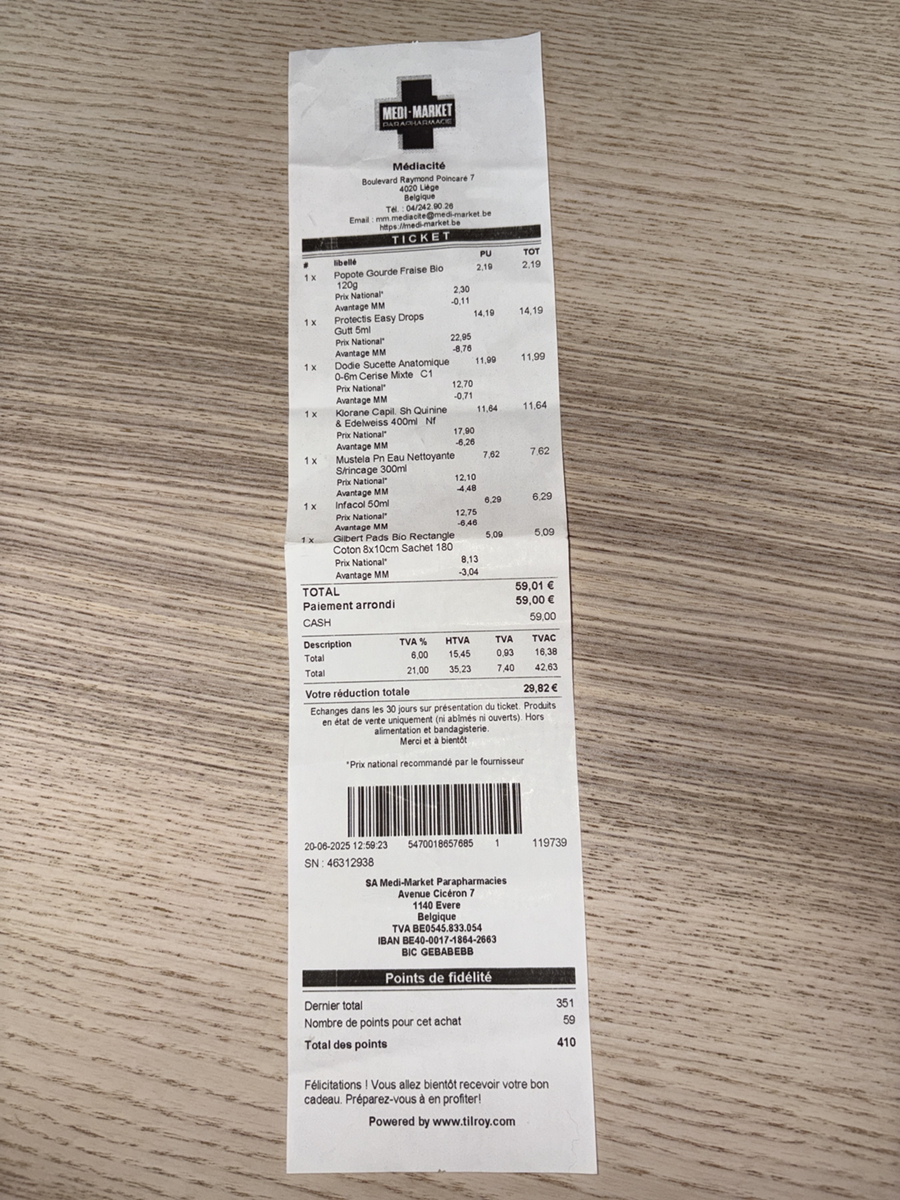 MEDI-MARKET
PARAPHARMACIE
Médiacité
Boulevard Raymond Poincaré 7
4020 Liège
Belgique
Tél. : 04/242.90.26
Email : mm.mediacite@medi-market.be
https://medi-market.be
TICKET
# libellé PU TOT
1 x Popote Gourde Fraise Bio 2,19 2,19
120g
Prix National* 2,30
Avantage MM -0,11
1 x Protectis Easy Drops 14,19 14,19
Gutt 5ml
Prix National* 22,95
Avantage MM -8,76
1 x Dodie Sucette Anatomique 11,99 11,99
0-6m Cerise Mixte C1
Prix National* 12,70
Avantage MM -0,71
1 x Klorane Capil. Sh Quinine 11,64 11,64
& Edelweiss 400ml Nf
Prix National* 17,90
Avantage MM -6,26
1 x Mustela Pn Eau Nettoyante 7,62 7,62
S/rincage 300ml
Prix National* 12,10
Avantage MM -4,48
1 x Infacol 50ml 6,29 6,29
Prix National* 12,75
Avantage MM -6,46
1 x Gilbert Pads Bio Rectangle 5,09 5,09
Coton 8x10cm Sachet 180
Prix National* 8,13
Avantage MM -3,04
TOTAL 59,01 €
Paiement arrondi 59,00 €
CASH 59,00
Description TVA % HTVA TVA TVAC
Total 6,00 15,45 0,93 16,38
Total 21,00 35,23 7,40 42,63
Votre réduction totale 29,82 €
Echanges dans les 30 jours sur présentation du ticket. Produits
en état de vente uniquement (ni abîmés ni ouverts). Hors
alimentation et bandagisterie.
Merci et à bientôt
*Prix national recommandé par le fournisseur
20-06-2025 12:59:23 5470018657685 1 119739
SN : 46312938
SA Medi-Market Parapharmacies
Avenue Cicéron 7
1140 Evere
Belgique
TVA BE0545.833.054
IBAN BE40-0017-1864-2663
BIC GEBABEBB
Points de fidélité
Dernier total 351
Nombre de points pour cet achat 59
Total des points 410
Félicitations ! Vous allez bientôt recevoir votre bon
cadeau. Préparez-vous à en profiter!
Powered by www.tilroy.com